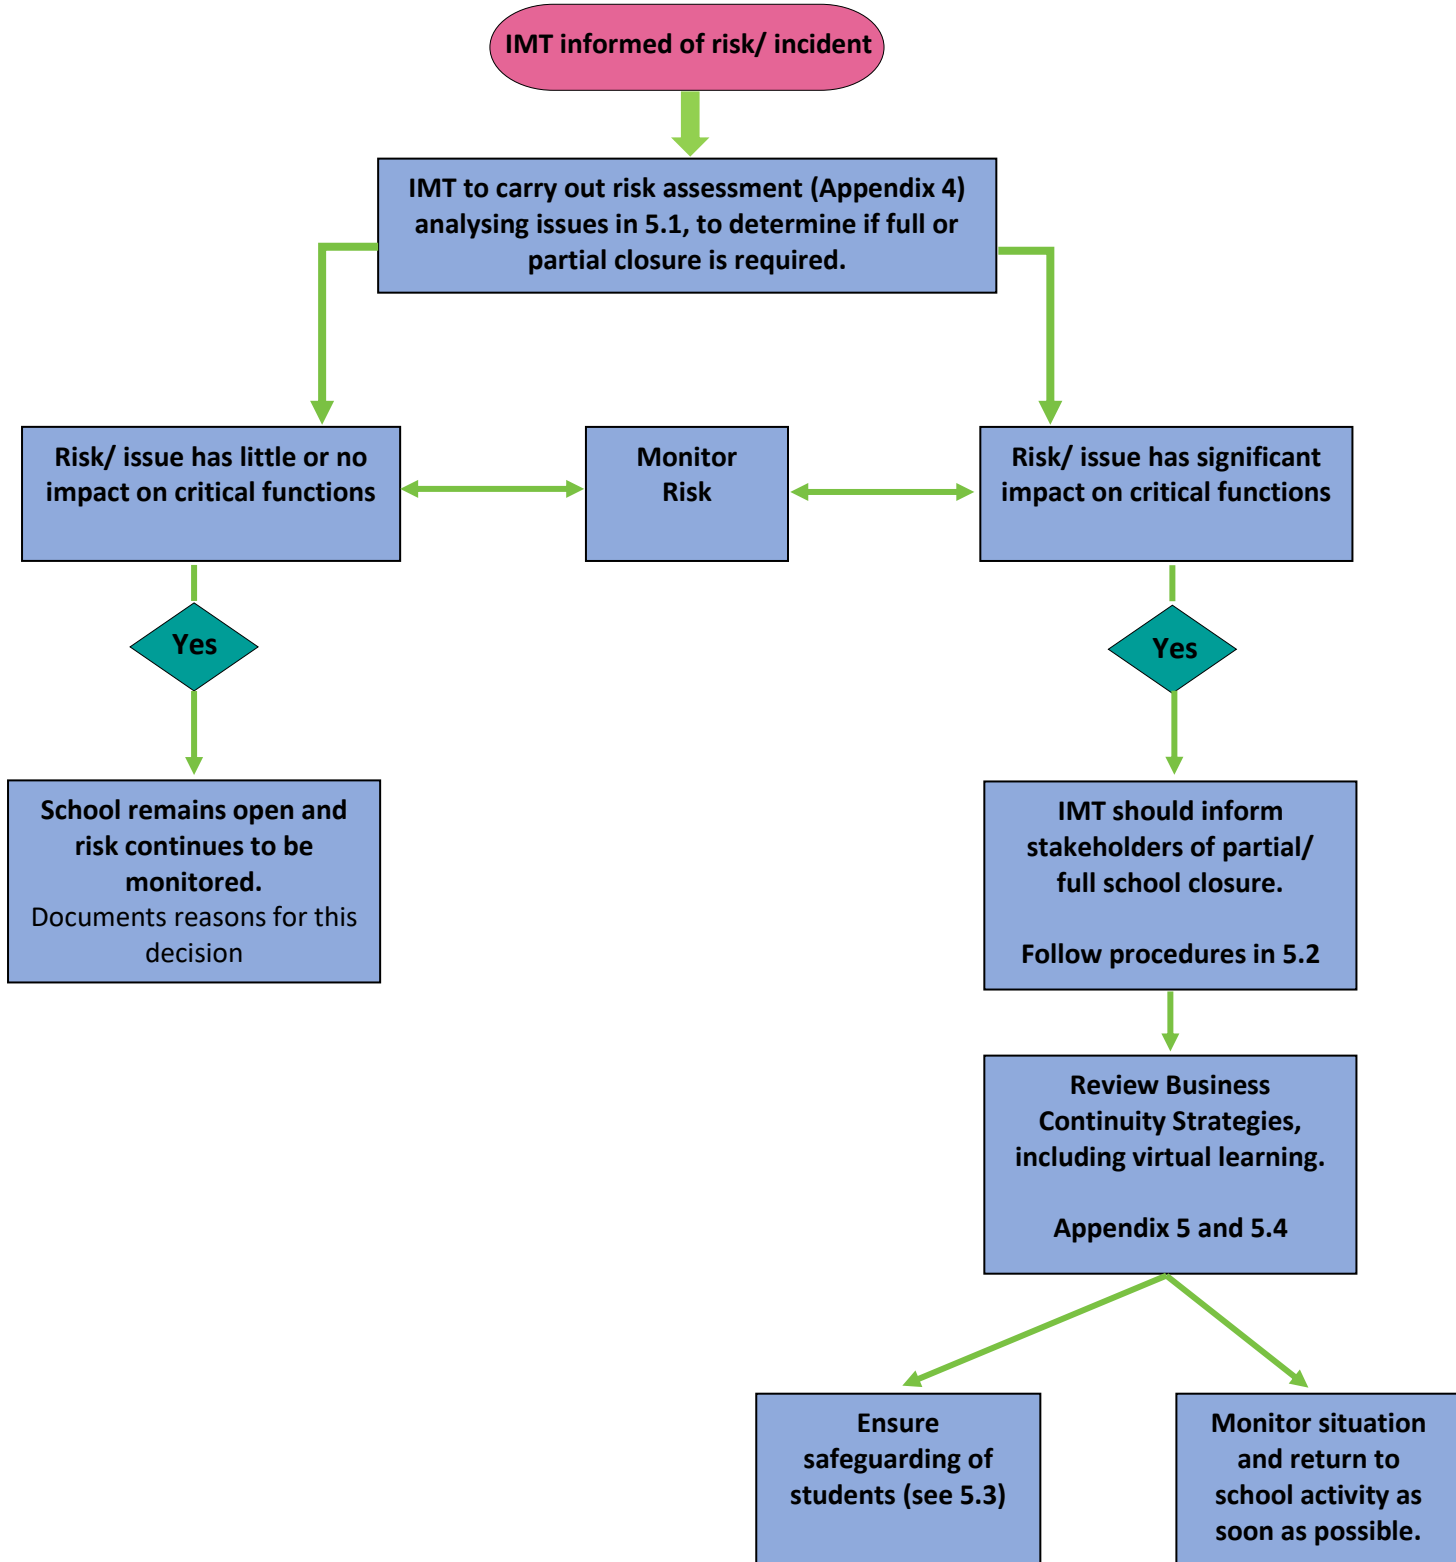 IMT informed of risk/ incident
IMT to carry out risk assessment (Appendix 4)
analysing issues in 5.1, to determine if full or
partial closure is required.
Risk/ issue has little or no
impact on critical functions
Monitor
Risk
Risk/ issue has significant
impact on critical functions
Yes
Yes
School remains open and
risk continues to be
monitored.
Documents reasons for this
decision
IMT should inform
stakeholders of partial/
full school closure.
Follow procedures in 5.2
Review Business
Continuity Strategies,
including virtual learning.
Appendix 5 and 5.4
Ensure
safeguarding of
students (see 5.3)
Monitor situation
and return to
school activity as
soon as possible.